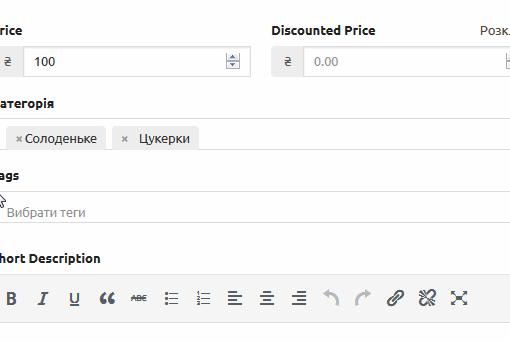 rice Discounted Price Розк
₴ 100 ₴ 0.00
атегорія
× Солоденьке × Цукерки
ags
Вибрати теги
hort Description
B I U ABC